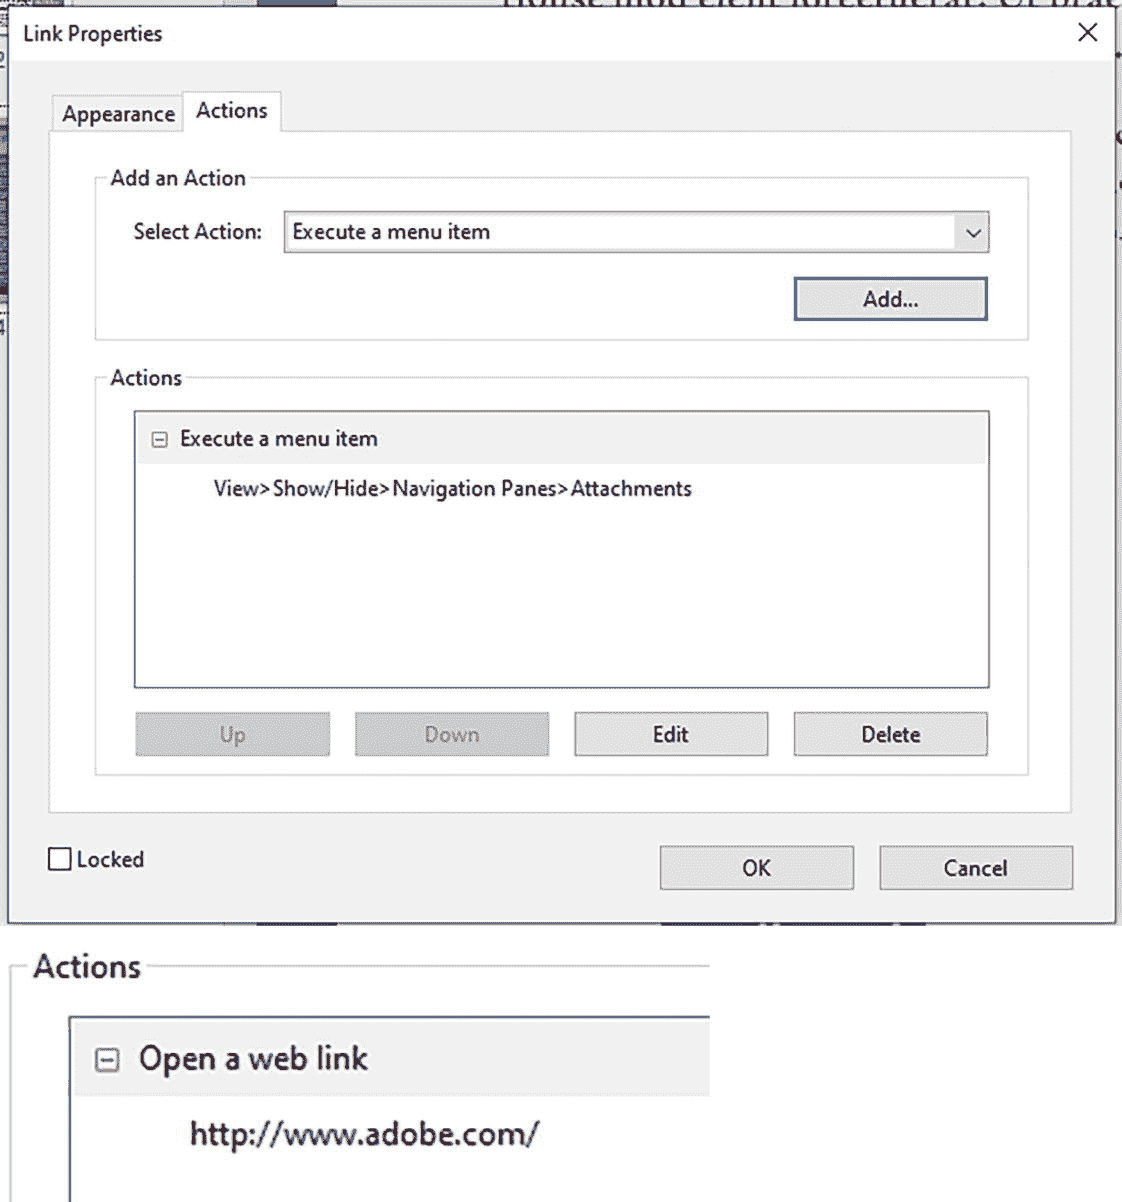 Link Properties
Appearance
Actions
Add an Action
Select Action:
Execute a menu item
Add...
Actions
Execute a menu item
View>Show/Hide>Navigation Panes>Attachments
Up
Down
Edit
Delete
Locked
OK
Cancel
Actions
Open a web link
http://www.adobe.com/